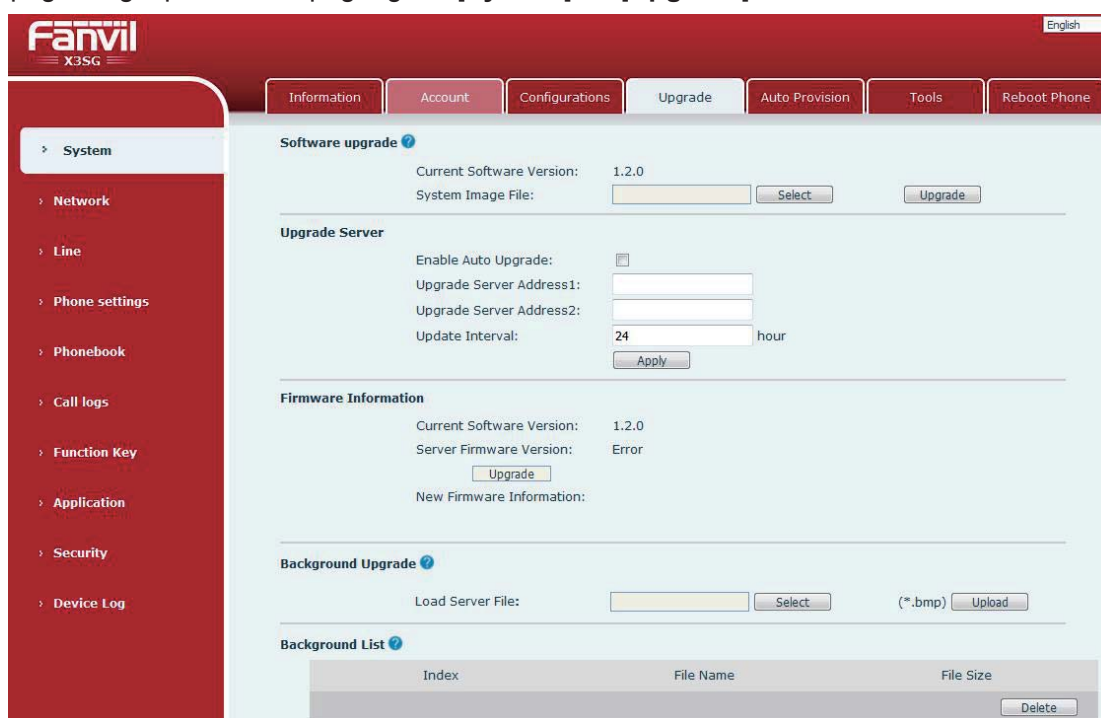 English
Fanvil
X3SG
Information Account Configurations Upgrade Auto Provision Tools Reboot Phone
› System
› Network
› Line
› Phone settings
› Phonebook
› Call logs
› Function Key
› Application
› Security
› Device Log
Software upgrade ?
Current Software Version: 1.2.0
System Image File: Select Upgrade
Upgrade Server
Enable Auto Upgrade:
Upgrade Server Address1:
Upgrade Server Address2:
Update Interval: 24 hour
Apply
Firmware Information
Current Software Version: 1.2.0
Server Firmware Version: Error
Upgrade
New Firmware Information:
Background Upgrade ?
Load Server File: Select (*.bmp) Upload
Background List ?
Index File Name File Size
Delete